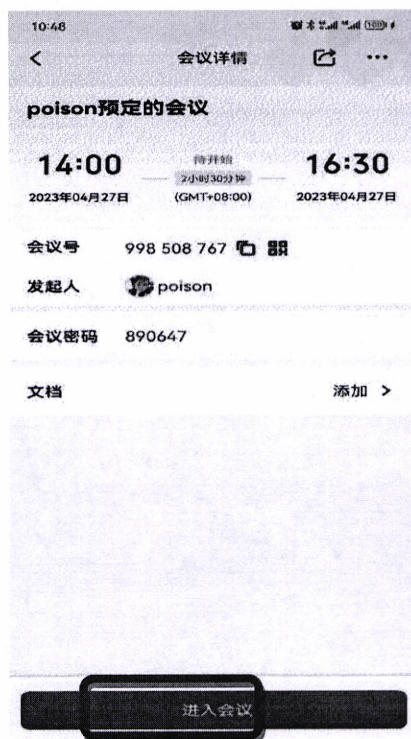 10:48
会议详情
poison预定的会议
14:00 待开始 16:30
2小时30分钟
2023年04月27日 (GMT+08:00) 2023年04月27日
会议号 998 508 767
发起人 poison
会议密码 890647
文档 添加 >
进入会议